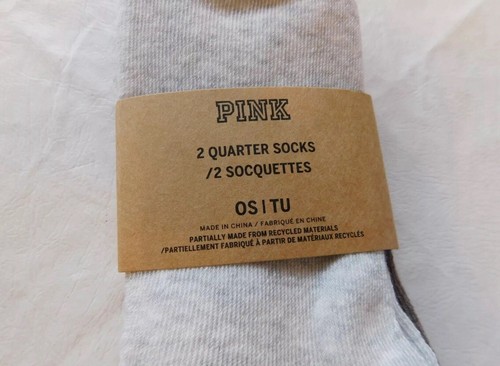 PINK
2 QUARTER SOCKS
/2 SOCQUETTES
OS | TU
MADE IN CHINA / FABRIQUÉ EN CHINE
PARTIALLY MADE FROM RECYCLED MATERIALS
/PARTIELLEMENT FABRIQUÉ À PARTIR DE MATÉRIAUX RECYCLÉS